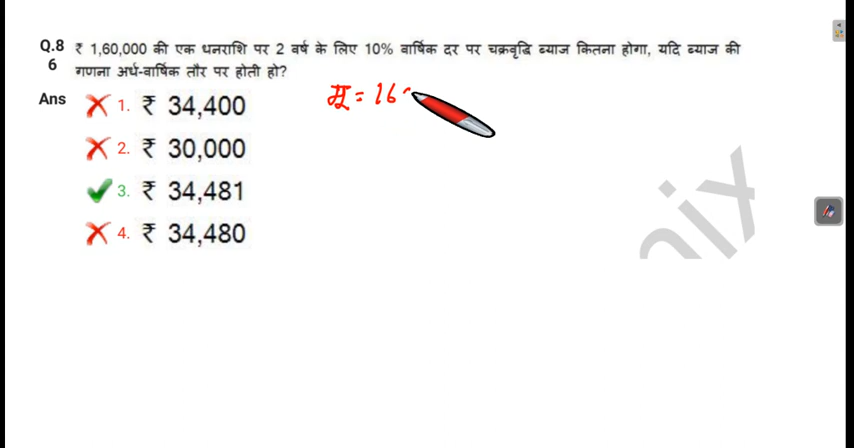 Q.8 ₹ 1,60,000 की एक धनराशि पर 2 वर्ष के लिए 10% वार्षिक दर पर चक्रवृद्धि ब्याज कितना होगा, यदि ब्याज की
6 गणना अर्ध-वार्षिक तौर पर होती हो?
Ans 1. ₹ 34,400
2. ₹ 30,000
3. ₹ 34,481
4. ₹ 34,480
मू = 16
nix